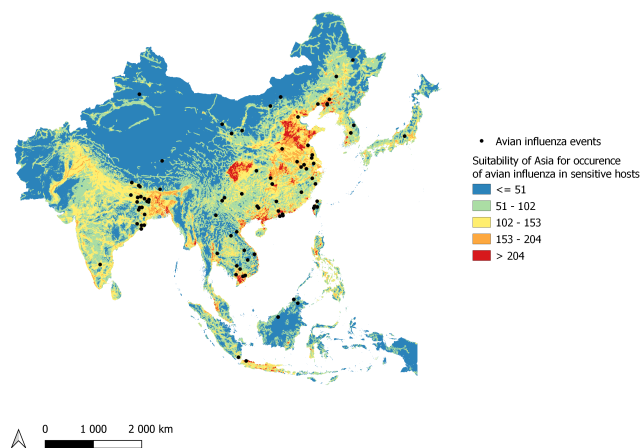 Avian influenza events
Suitability of Asia for occurence
of avian influenza in sensitive hosts
<= 51
51 - 102
102 - 153
153 - 204
> 204
0 1 000 2 000 km